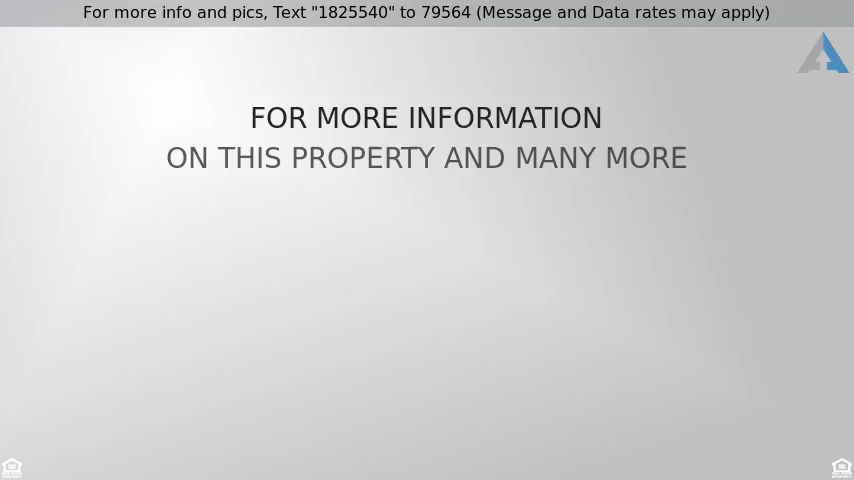 For more info and pics, Text "1825540" to 79564 (Message and Data rates may apply)
FOR MORE INFORMATION
ON THIS PROPERTY AND MANY MORE